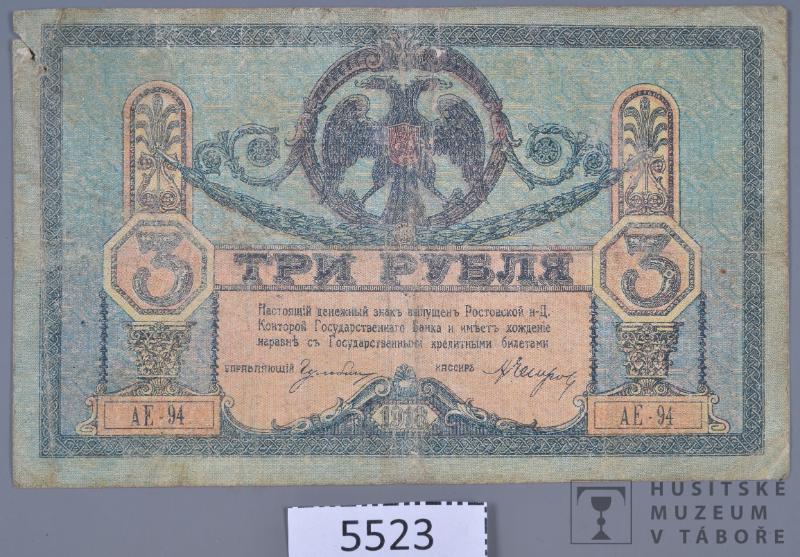 3
3
ТРИ РУБЛЯ
Настоящій денежный знакъ выпущенъ Ростовской н-Д.
Конторой Государственнаго Банка и имѣетъ хожденіе
наравнѣ съ Государственными кредитными билетами
УПРАВЛЯЮЩІЙ КАССИРЪ
1918
АЕ-94 АЕ-94
5523
HUSITSKÉ
MUZEUM
V TÁBOŘE